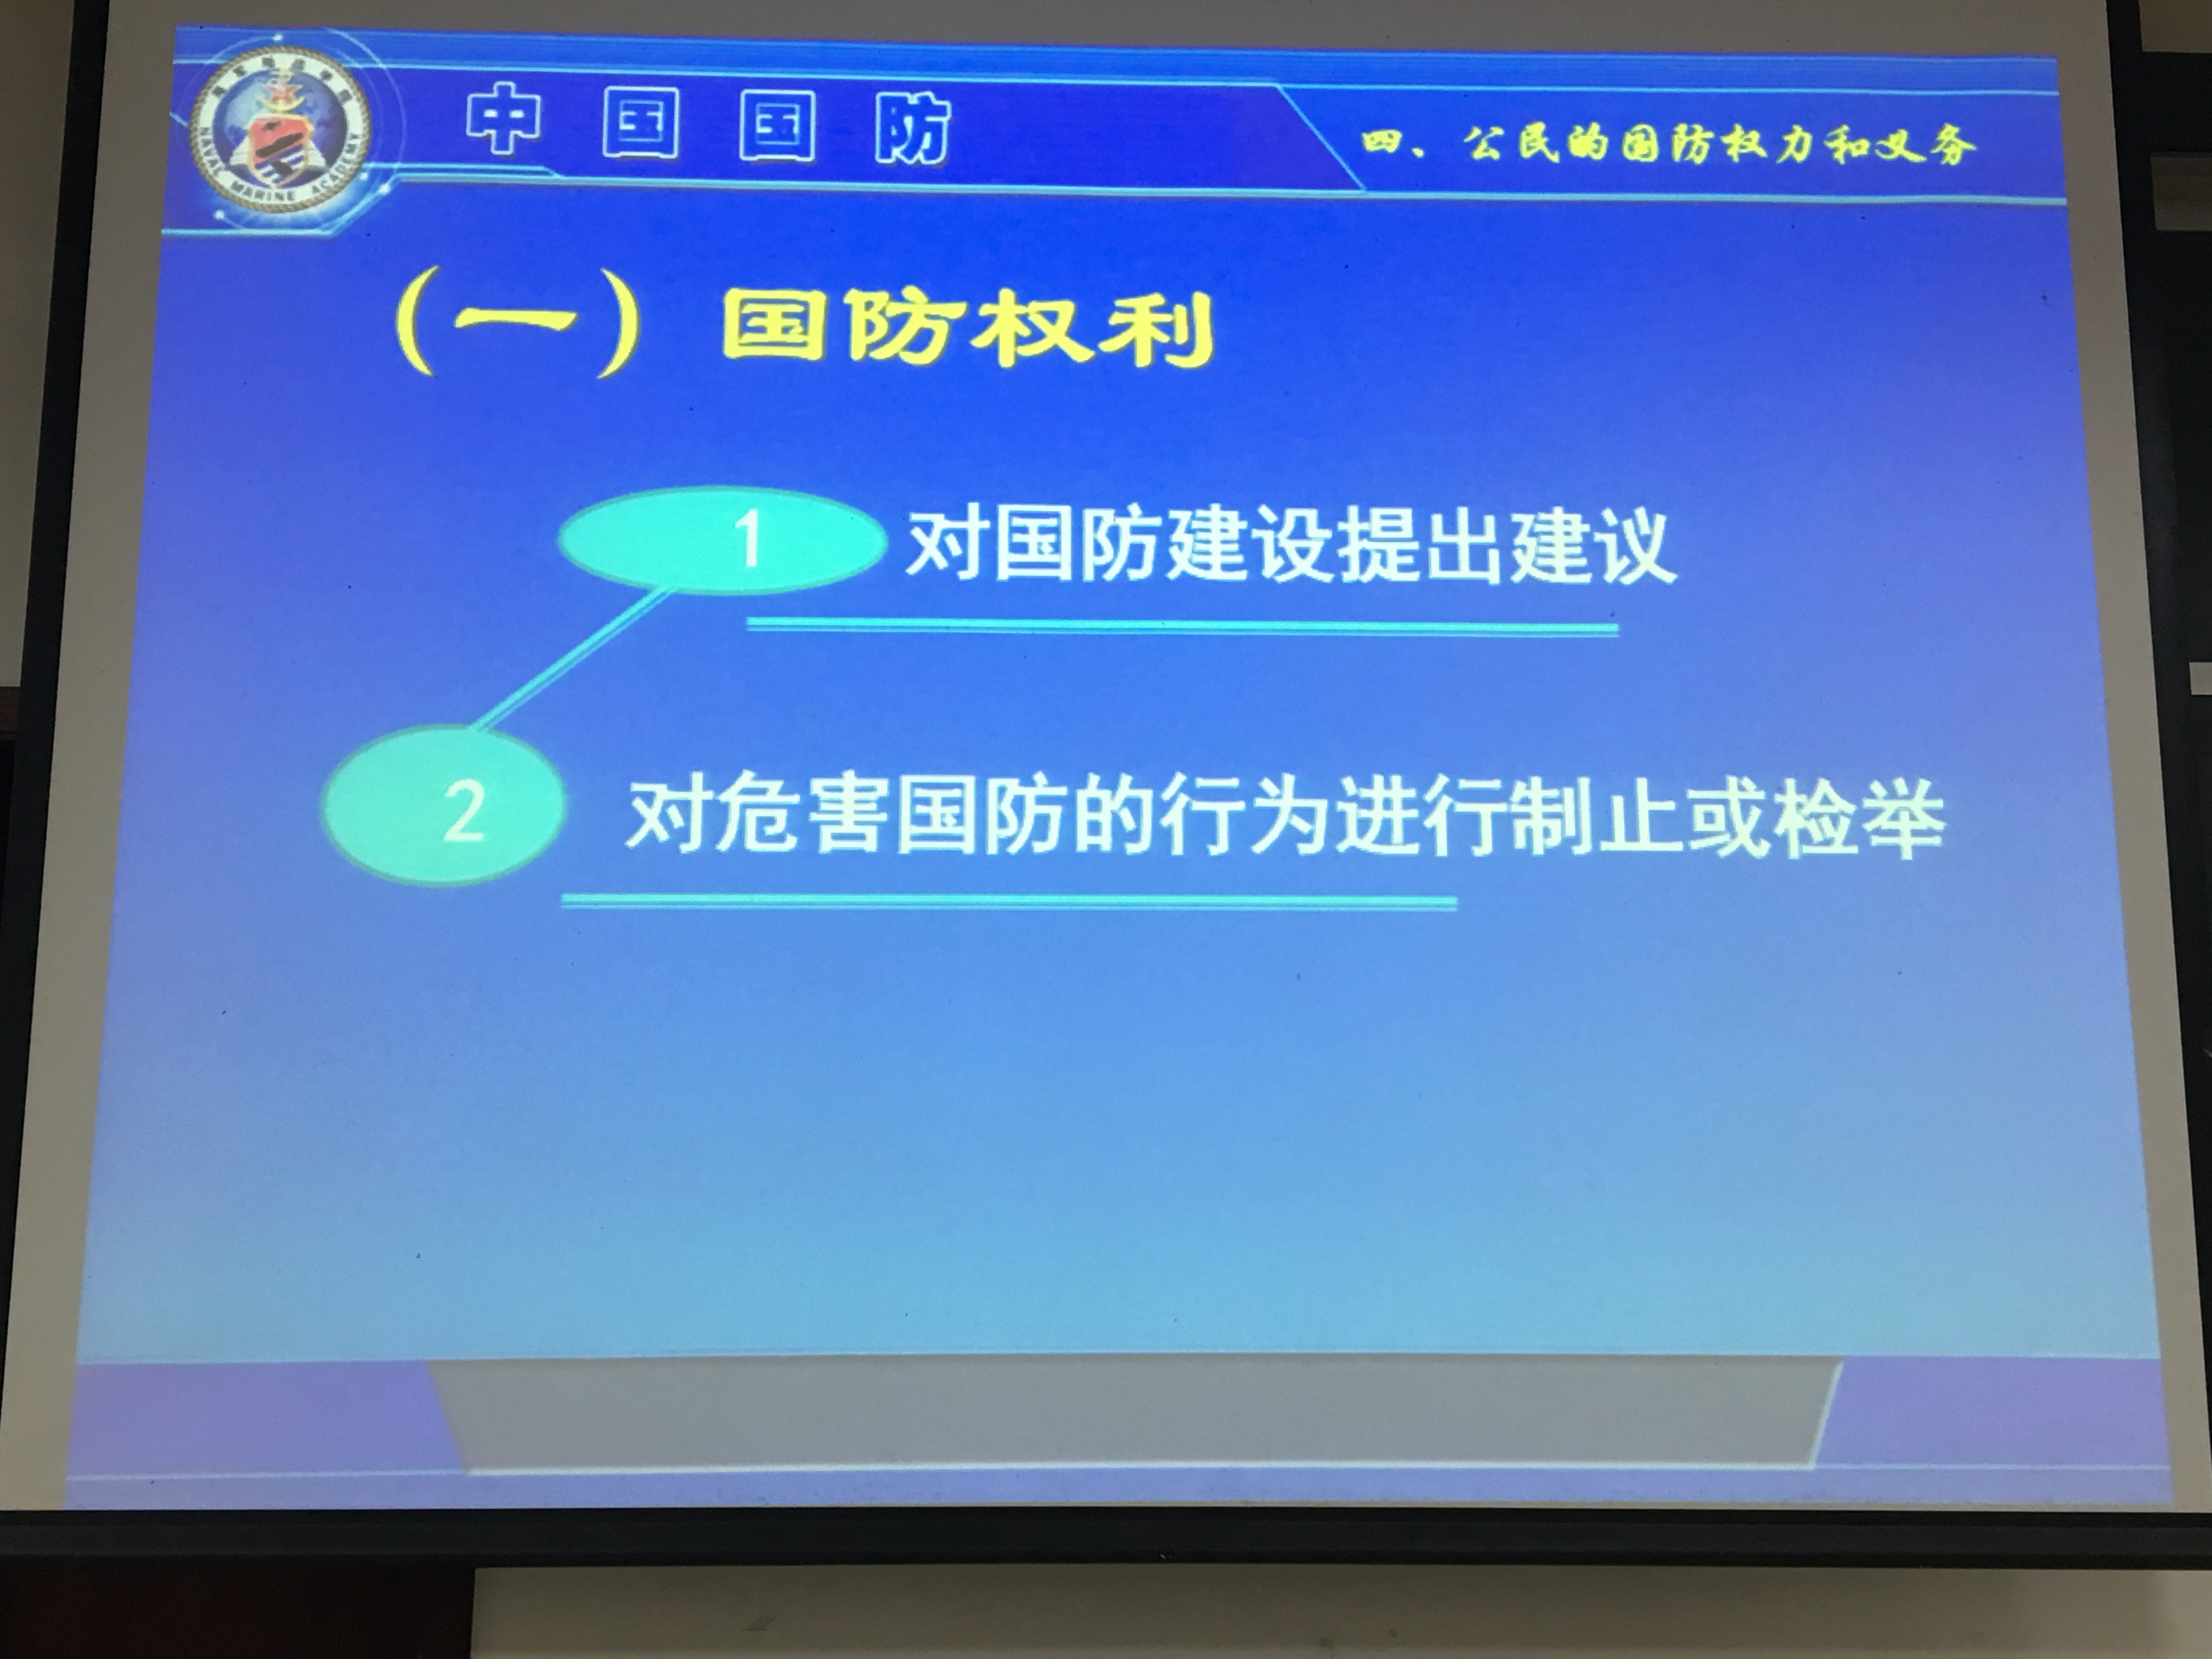 NAVAL MARINE ACADEMY
中国国防
四、公民的国防权力和义务
（一）国防权利
1 对国防建设提出建议
2 对危害国防的行为进行制止或检举